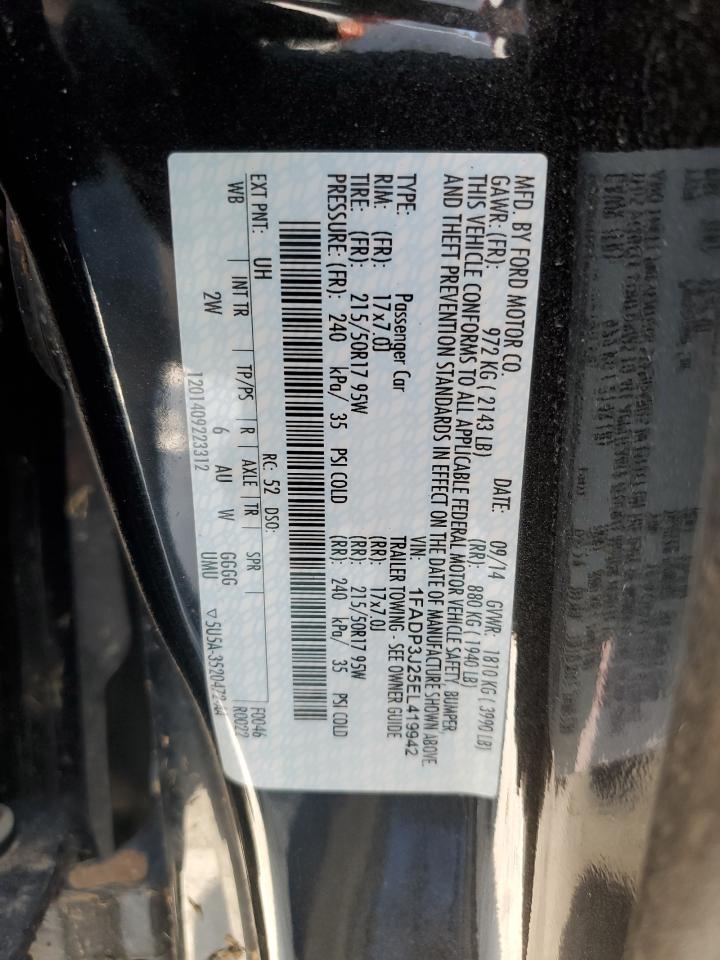 MFD. BY FORD MOTOR CO.
DATE: 09/14 GVWR: 1810 KG ( 3990 LB)
GAWR: (FR): 972 KG ( 2143 LB) (RR): 880 KG ( 1940 LB)
THIS VEHICLE CONFORMS TO ALL APPLICABLE FEDERAL MOTOR VEHICLE SAFETY, BUMPER,
AND THEFT PREVENTION STANDARDS IN EFFECT ON THE DATE OF MANUFACTURE SHOWN ABOVE.
VIN: 1FADP3J25EL419942
TYPE: Passenger Car TRAILER TOWING - SEE OWNER GUIDE
RIM: (FR): 17x7.0J (RR): 17x7.0J
TIRE: (FR): 215/50R17 95W (RR): 215/50R17 95W
PRESSURE: (FR): 240 kPa/ 35 PSI COLD (RR): 240 kPa/ 35 PSI COLD
RC: 52 DSO: F0046
EXT PNT: UH R0022
WB | INT TR | TP/PS | R | AXLE | TR | SPR |
2W 6 AU W GGGG
UMU
1201409223312 ▽5U5A-3520472-AA